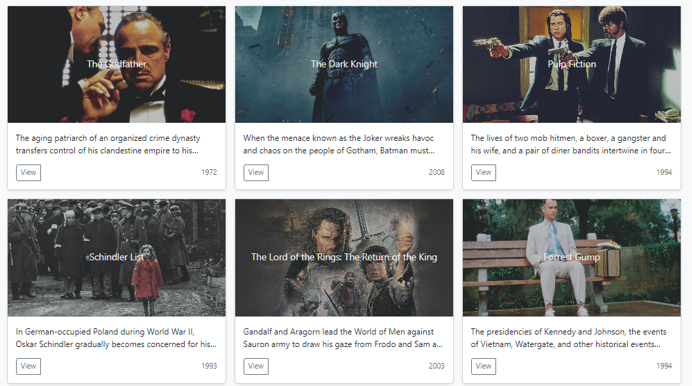 The Godfather
The Dark Knight
Pulp Fiction
The aging patriarch of an organized crime dynasty
transfers control of his clandestine empire to his...
View
1972
When the menace known as the Joker wreaks havoc
and chaos on the people of Gotham, Batman must...
View
2008
The lives of two mob hitmen, a boxer, a gangster and
his wife, and a pair of diner bandits intertwine in four...
View
1994
Schindler List
The Lord of the Rings: The Return of the King
Forrest Gump
In German-occupied Poland during World War II,
Oskar Schindler gradually becomes concerned for his...
View
1993
Gandalf and Aragorn lead the World of Men against
Sauron army to draw his gaze from Frodo and Sam a...
View
2003
The presidencies of Kennedy and Johnson, the events
of Vietnam, Watergate, and other historical events...
View
1994